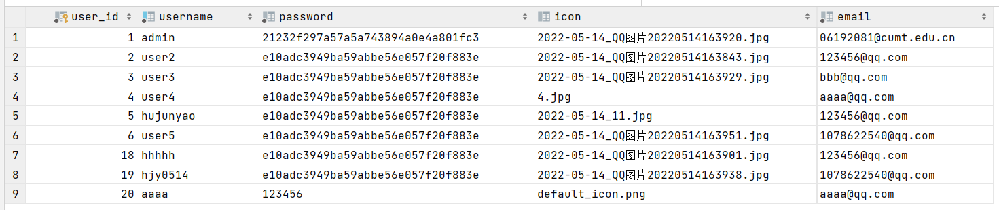 user_id username password icon email
1 1 admin 21232f297a57a5a743894a0e4a801fc3 2022-05-14_QQ图片20220514163920.jpg 06192081@cumt.edu.cn
2 2 user2 e10adc3949ba59abbe56e057f20f883e 2022-05-14_QQ图片20220514163843.jpg 123456@qq.com
3 3 user3 e10adc3949ba59abbe56e057f20f883e 2022-05-14_QQ图片20220514163929.jpg bbb@qq.com
4 4 user4 e10adc3949ba59abbe56e057f20f883e 4.jpg aaaa@qq.com
5 5 hujunyao e10adc3949ba59abbe56e057f20f883e 2022-05-14_11.jpg 123456@qq.com
6 6 user5 e10adc3949ba59abbe56e057f20f883e 2022-05-14_QQ图片20220514163951.jpg 1078622540@qq.com
7 18 hhhhh e10adc3949ba59abbe56e057f20f883e 2022-05-14_QQ图片20220514163901.jpg 123456@qq.com
8 19 hjy0514 e10adc3949ba59abbe56e057f20f883e 2022-05-14_QQ图片20220514163938.jpg 1078622540@qq.com
9 20 aaaa 123456 default_icon.png aaaa@qq.com